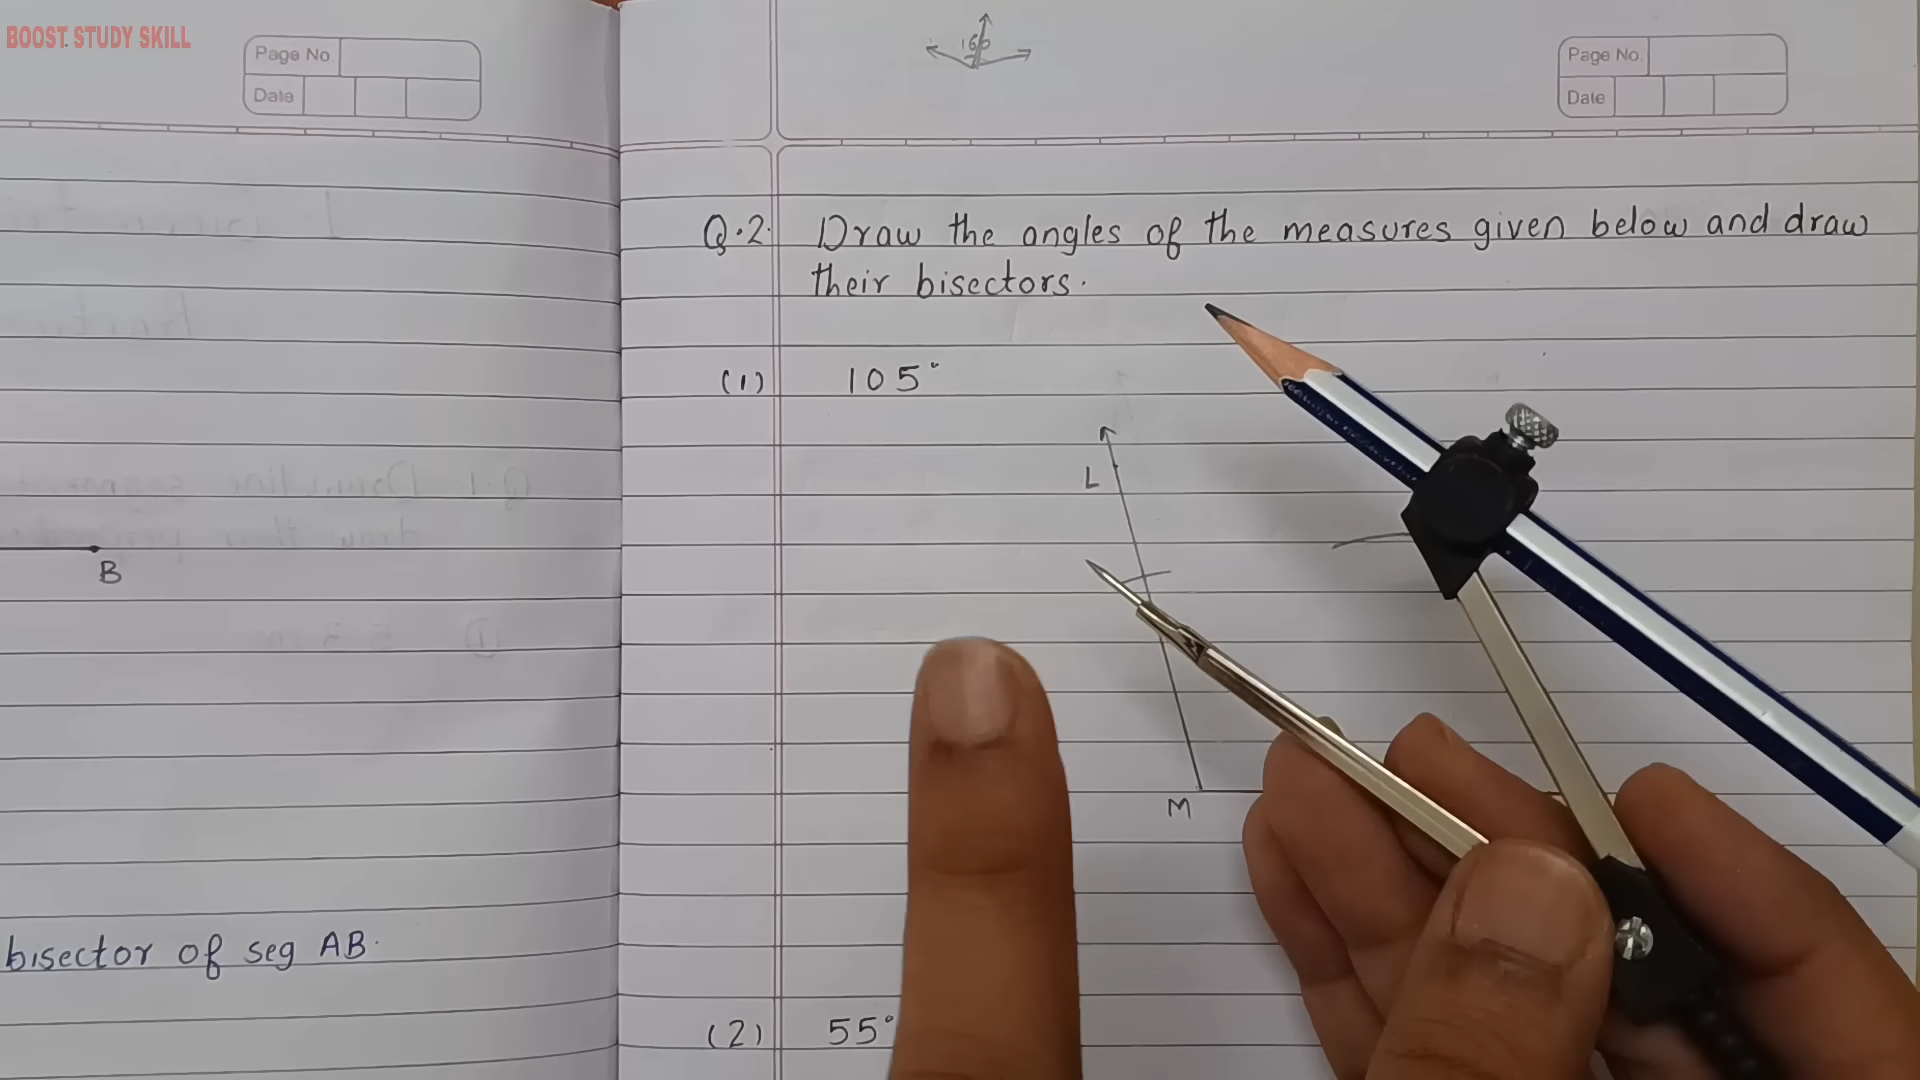 BOOST STUDY SKILL
Page No.
Date
B
bisector of seg AB.
160
Page No.
Date
Q.2. Draw the angles of the measures given below and draw
their bisectors.
(1) 105°
L
M
(2) 55°